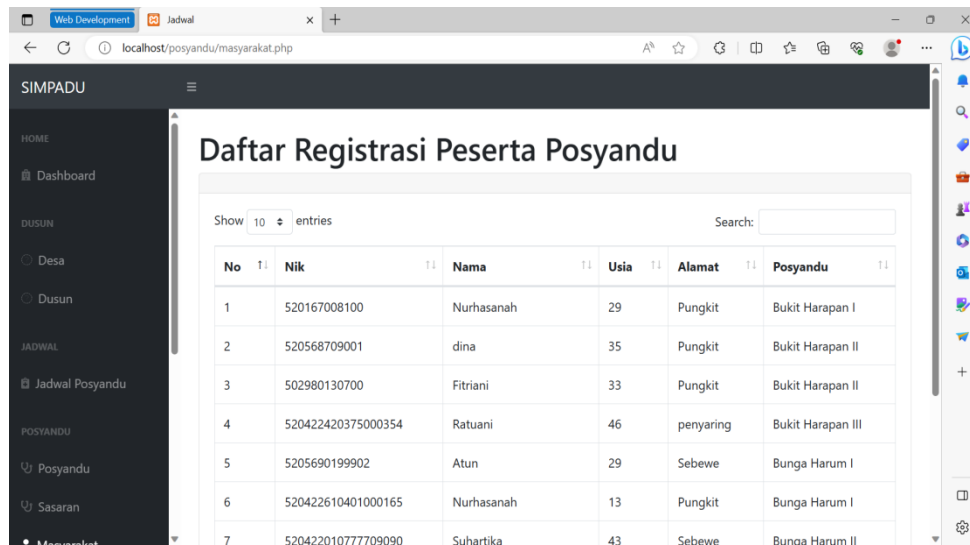 Web Development Jadwal
localhost/posyandu/masyarakat.php
SIMPADU
HOME
Dashboard
DUSUN
Desa
Dusun
JADWAL
Jadwal Posyandu
POSYANDU
Posyandu
Sasaran
Masyarakat
Daftar Registrasi Peserta Posyandu
Show 10 entries Search:
No Nik Nama Usia Alamat Posyandu
1 520167008100 Nurhasanah 29 Pungkit Bukit Harapan I
2 520568709001 dina 35 Pungkit Bukit Harapan II
3 502980130700 Fitriani 33 Pungkit Bukit Harapan II
4 520422420375000354 Ratuani 46 penyaring Bukit Harapan III
5 5205690199902 Atun 29 Sebewe Bunga Harum I
6 520422610401000165 Nurhasanah 13 Pungkit Bunga Harum I
7 520422010777709090 Suhartika 43 Sebewe Bunga Harum II